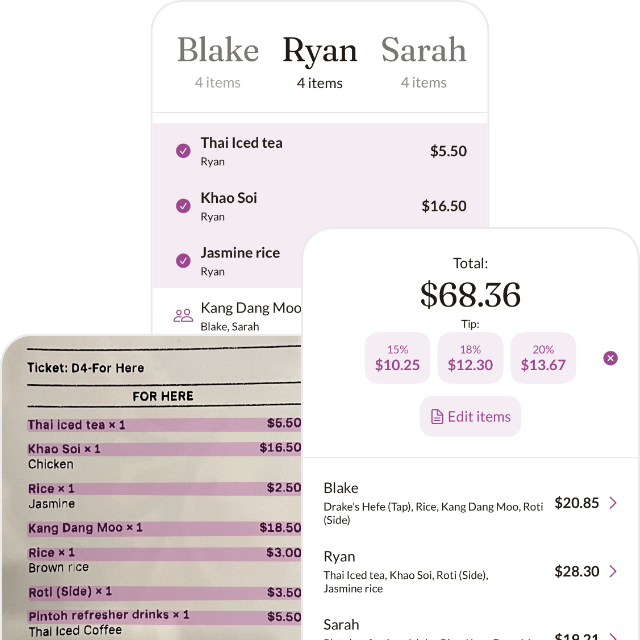 Blake Ryan Sarah
4 items 4 items 4 items
Thai Iced tea $5.50
Ryan
Khao Soi $16.50
Ryan
Jasmine rice
Ryan
Kang Dang Moo
Blake, Sarah
Ticket: D4-For Here
FOR HERE
Thai iced tea × 1 $5.50
Khao Soi × 1 $16.50
Chicken
Rice × 1 $2.50
Jasmine
Kang Dang Moo × 1 $18.50
Rice × 1 $3.00
Brown rice
Roti (Side) × 1 $3.50
Pintoh refresher drinks × 1 $5.50
Thai Iced Coffee
Total:
$68.36
Tip:
15% 18% 20%
$10.25 $12.30 $13.67
Edit items
Blake
Drake's Hefe (Tap), Rice, Kang Dang Moo, Roti $20.85
(Side)
Ryan
Thai Iced tea, Khao Soi, Roti (Side), $28.30
Jasmine rice
Sarah
$19.21